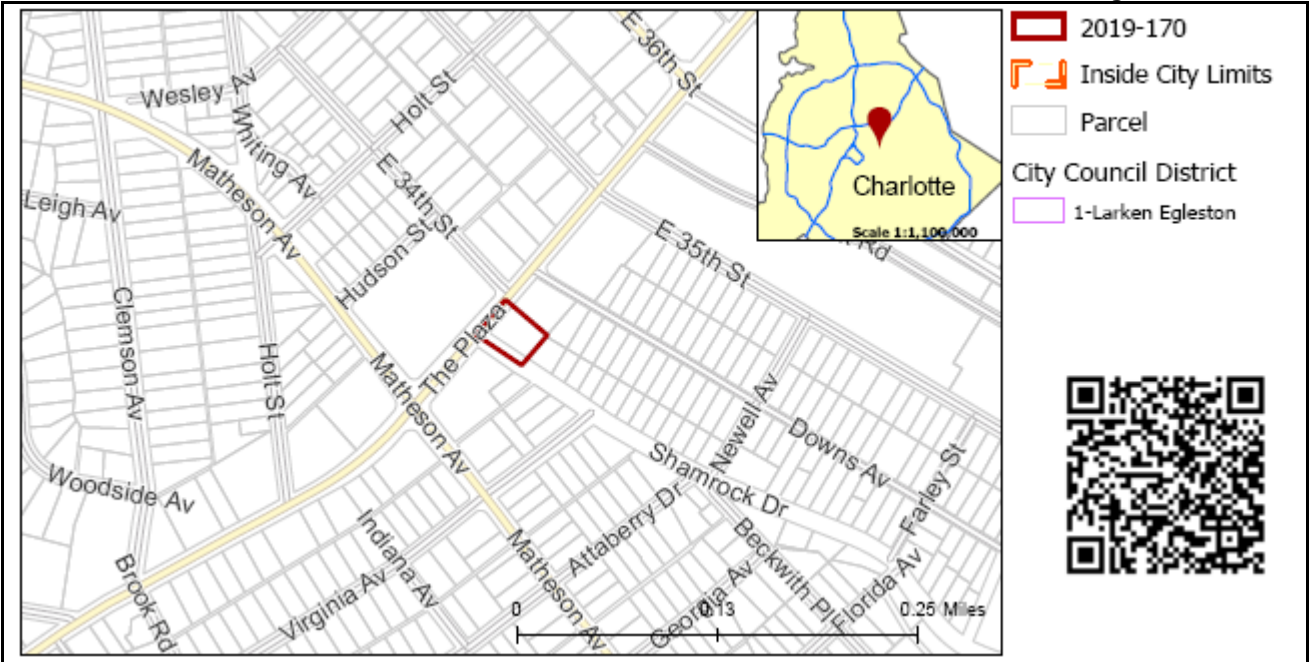 E 36th St
Wesley Av
Holt St
Whiting Av
Matheson Av
E 34th St
Leigh Av
Hudson St
E 35th St
Rd
The Plaza
Clemson Av
Holt St
Matheson Av
Newell Av
Downs Av
Farley St
Shamrock Dr
Woodside Av
Attaberry Dr
Indiana Av
Matheson Av
Beckwith Pl
Florida Av
Georgia Av
Virginia Av
Brook Rd
0
0.13
0.25 Miles
Charlotte
Scale 1:1,100,000
2019-170
Inside City Limits
Parcel
City Council District
1-Larken Egleston